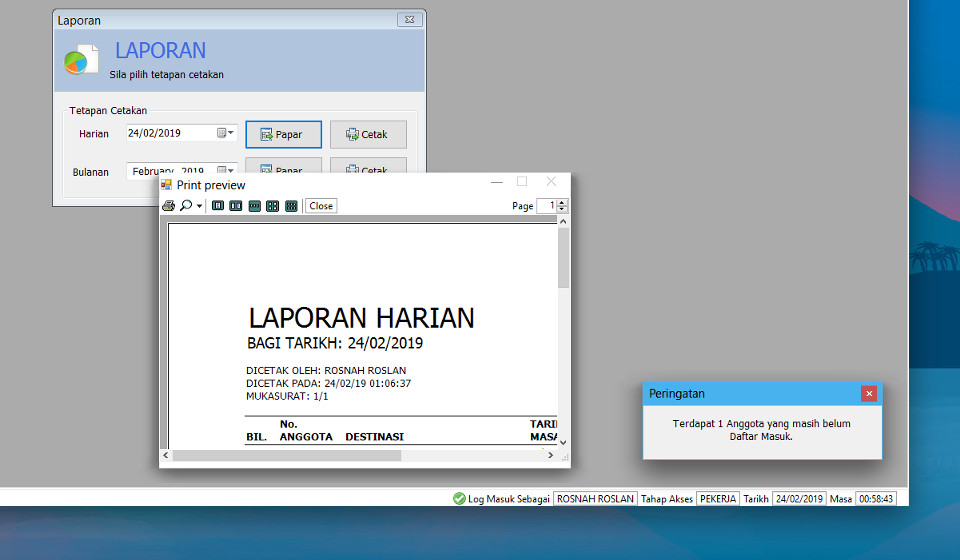 Laporan
LAPORAN
Sila pilih tetapan cetakan
Tetapan Cetakan
Harian 24/02/2019 Papar Cetak
Bulanan February 2019 Papar Cetak
Print preview
Close Page 1
LAPORAN HARIAN
BAGI TARIKH: 24/02/2019
DICETAK OLEH: ROSNAH ROSLAN
DICETAK PADA: 24/02/19 01:06:37
MUKASURAT: 1/1
No. TARI
BIL. ANGGOTA DESTINASI MASA
Peringatan
Terdapat 1 Anggota yang masih belum
Daftar Masuk.
Log Masuk Sebagai ROSNAH ROSLAN Tahap Akses PEKERJA Tarikh 24/02/2019 Masa 00:58:43